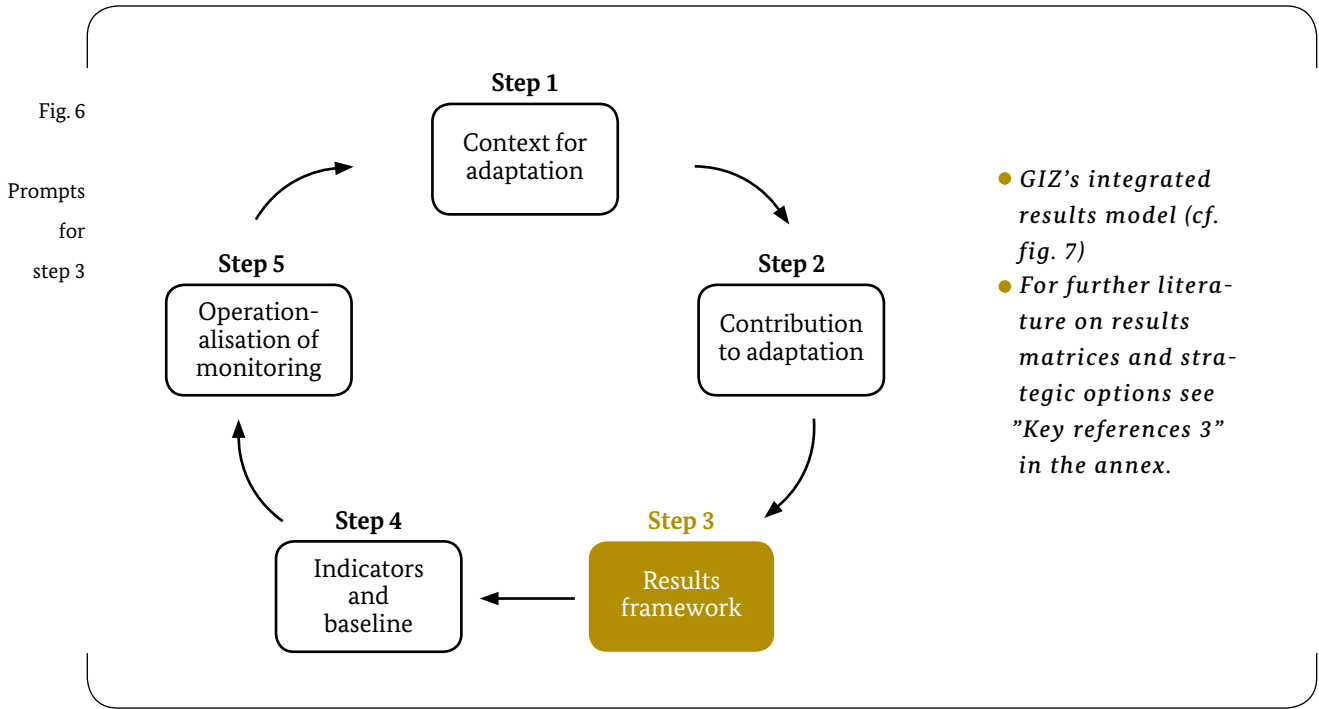 Fig. 6
Prompts
for
step 3
Step 1
Context for
adaptation
Step 2
Contribution
to adaptation
Step 3
Results
framework
Step 4
Indicators
and
baseline
Step 5
Operation-
alisation of
monitoring
GIZ’s integrated
results model (cf.
fig. 7)
For further litera-
ture on results
matrices and stra-
tegic options see
”Key references 3”
in the annex.